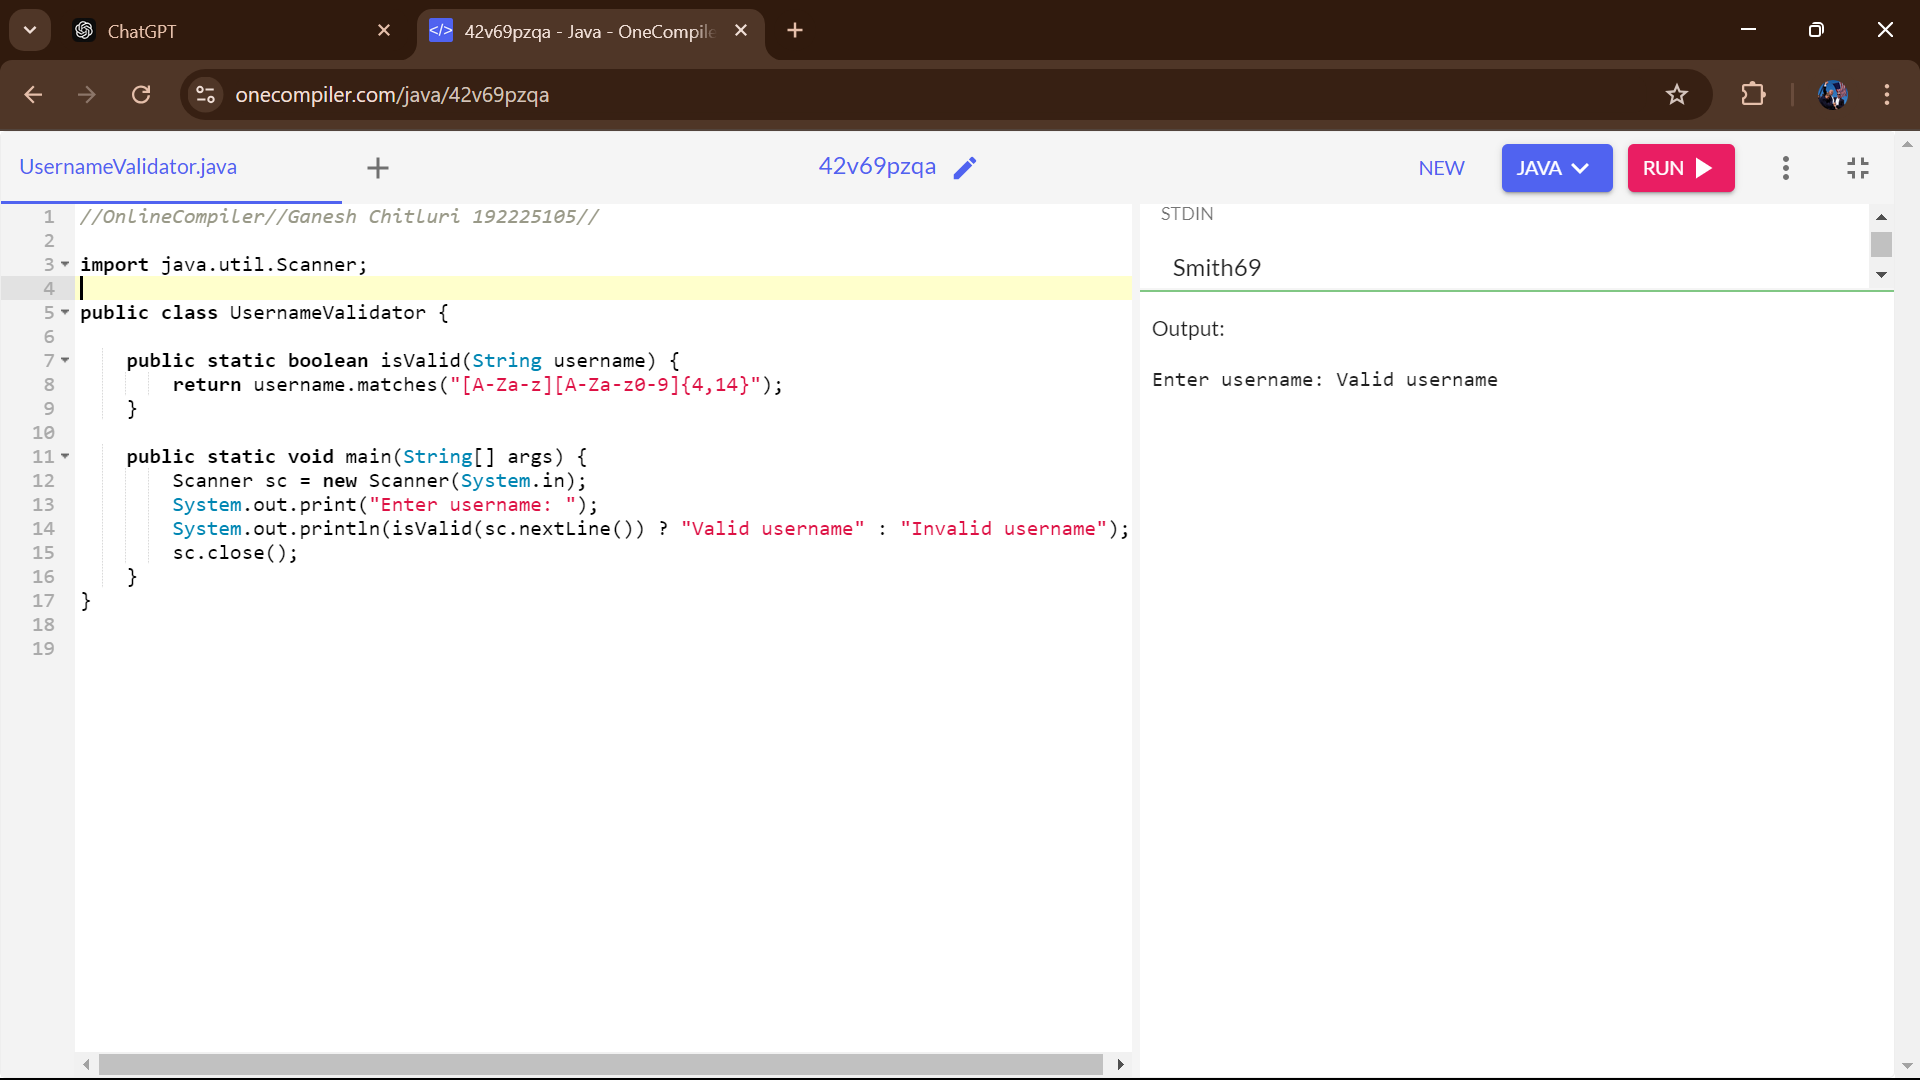 ChatGPT
</> 42v69pzqa - Java - OneCompile
onecompiler.com/java/42v69pzqa
UsernameValidator.java
42v69pzqa
NEW
JAVA
RUN
1 //OnlineCompiler//Ganesh Chitluri 192225105//
2
3 import java.util.Scanner;
4
5 public class UsernameValidator {
6
7     public static boolean isValid(String username) {
8         return username.matches("[A-Za-z][A-Za-z0-9]{4,14}");
9     }
10
11     public static void main(String[] args) {
12         Scanner sc = new Scanner(System.in);
13         System.out.print("Enter username: ");
14         System.out.println(isValid(sc.nextLine()) ? "Valid username" : "Invalid username");
15         sc.close();
16     }
17 }
18
19
STDIN
Smith69
Output:
Enter username: Valid username